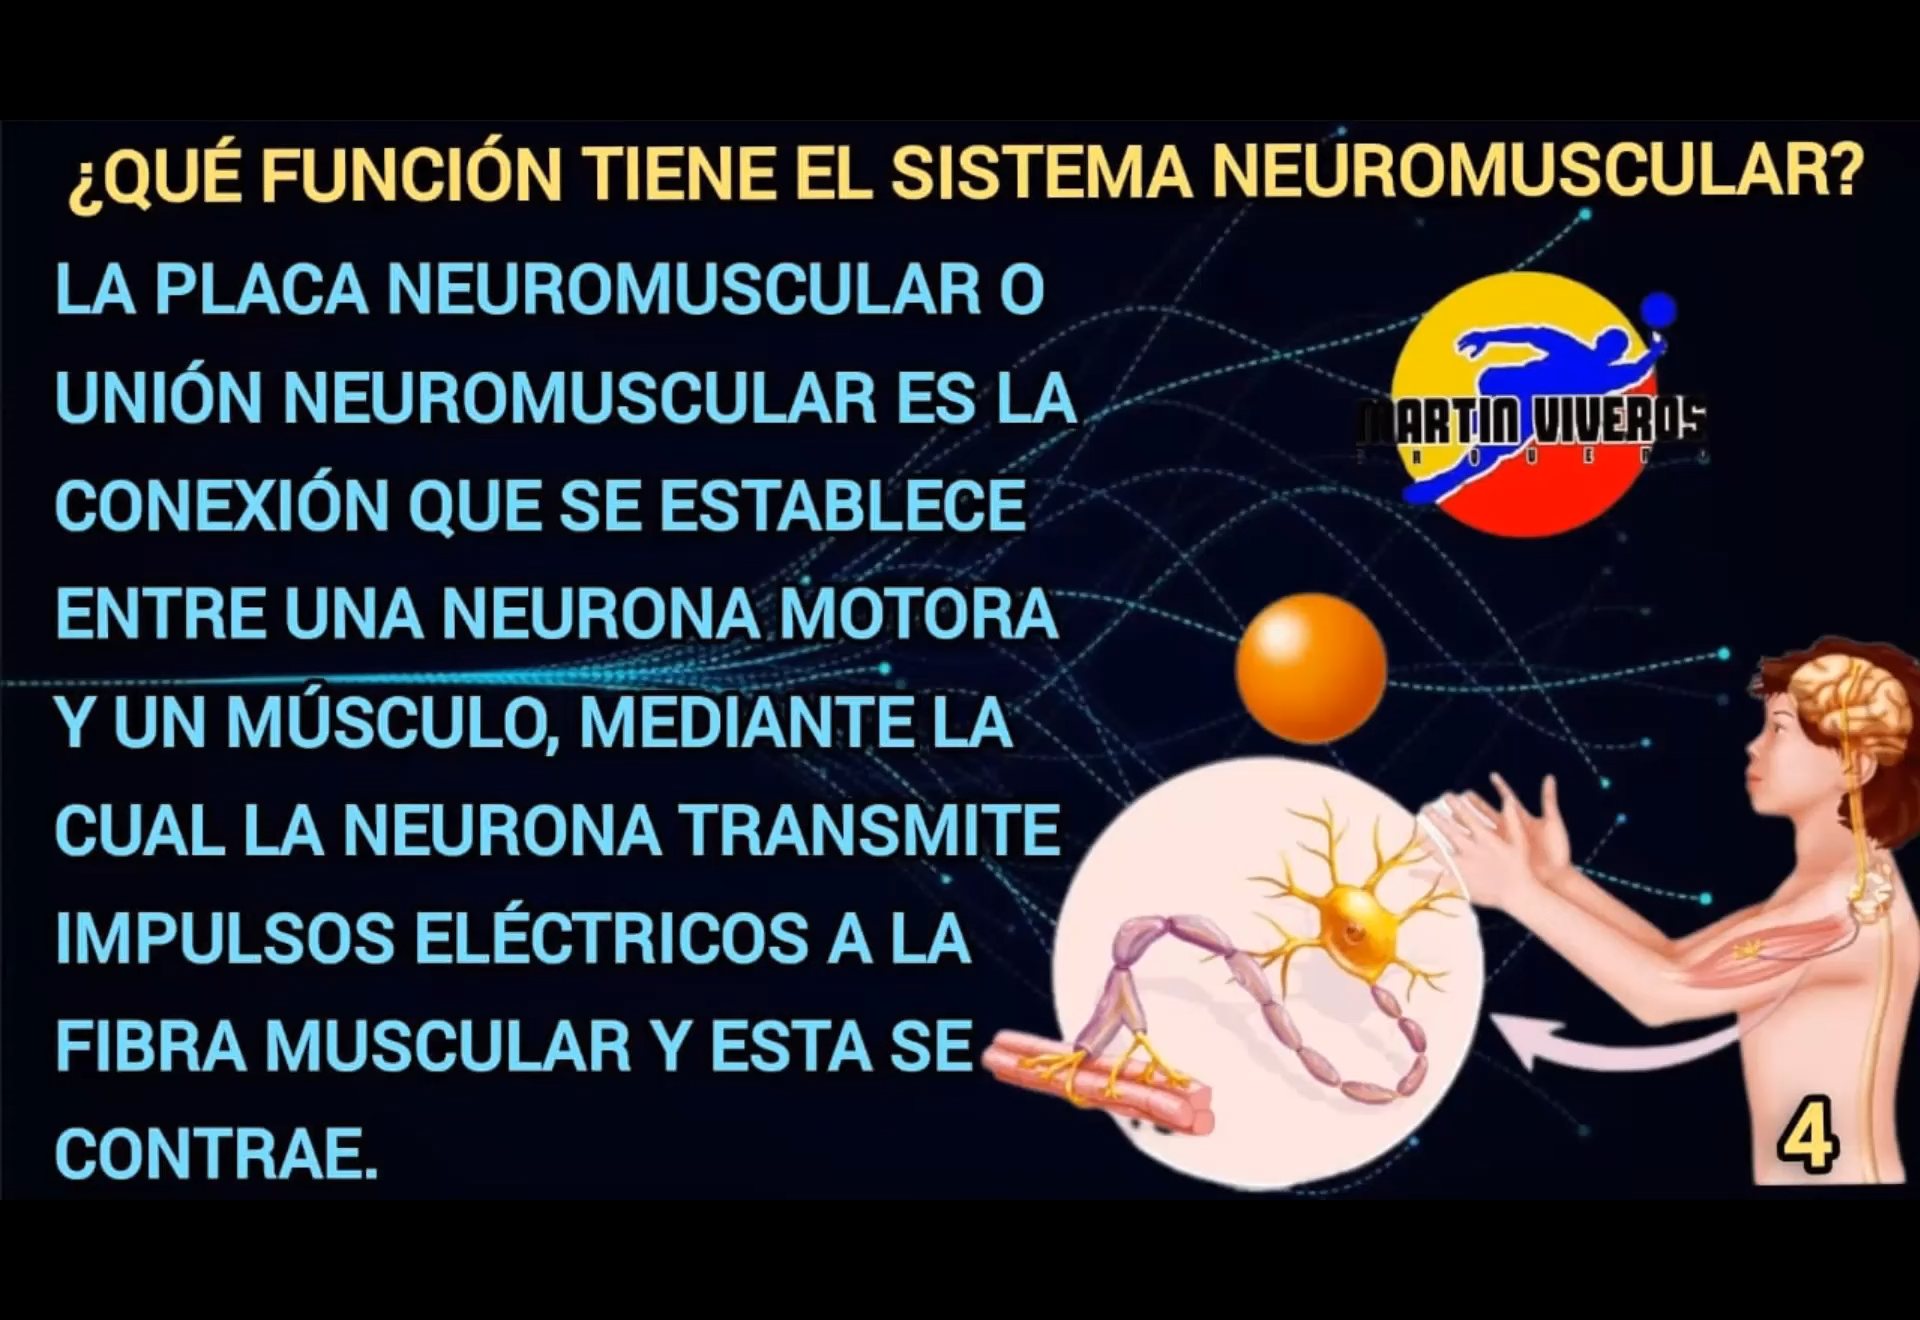 ¿QUÉ FUNCIÓN TIENE EL SISTEMA NEUROMUSCULAR?
LA PLACA NEUROMUSCULAR O
UNIÓN NEUROMUSCULAR ES LA
CONEXIÓN QUE SE ESTABLECE
ENTRE UNA NEURONA MOTORA
Y UN MÚSCULO, MEDIANTE LA
CUAL LA NEURONA TRANSMITE
IMPULSOS ELÉCTRICOS A LA
FIBRA MUSCULAR Y ESTA SE
CONTRAE.
MARTIN VIVEROS
4